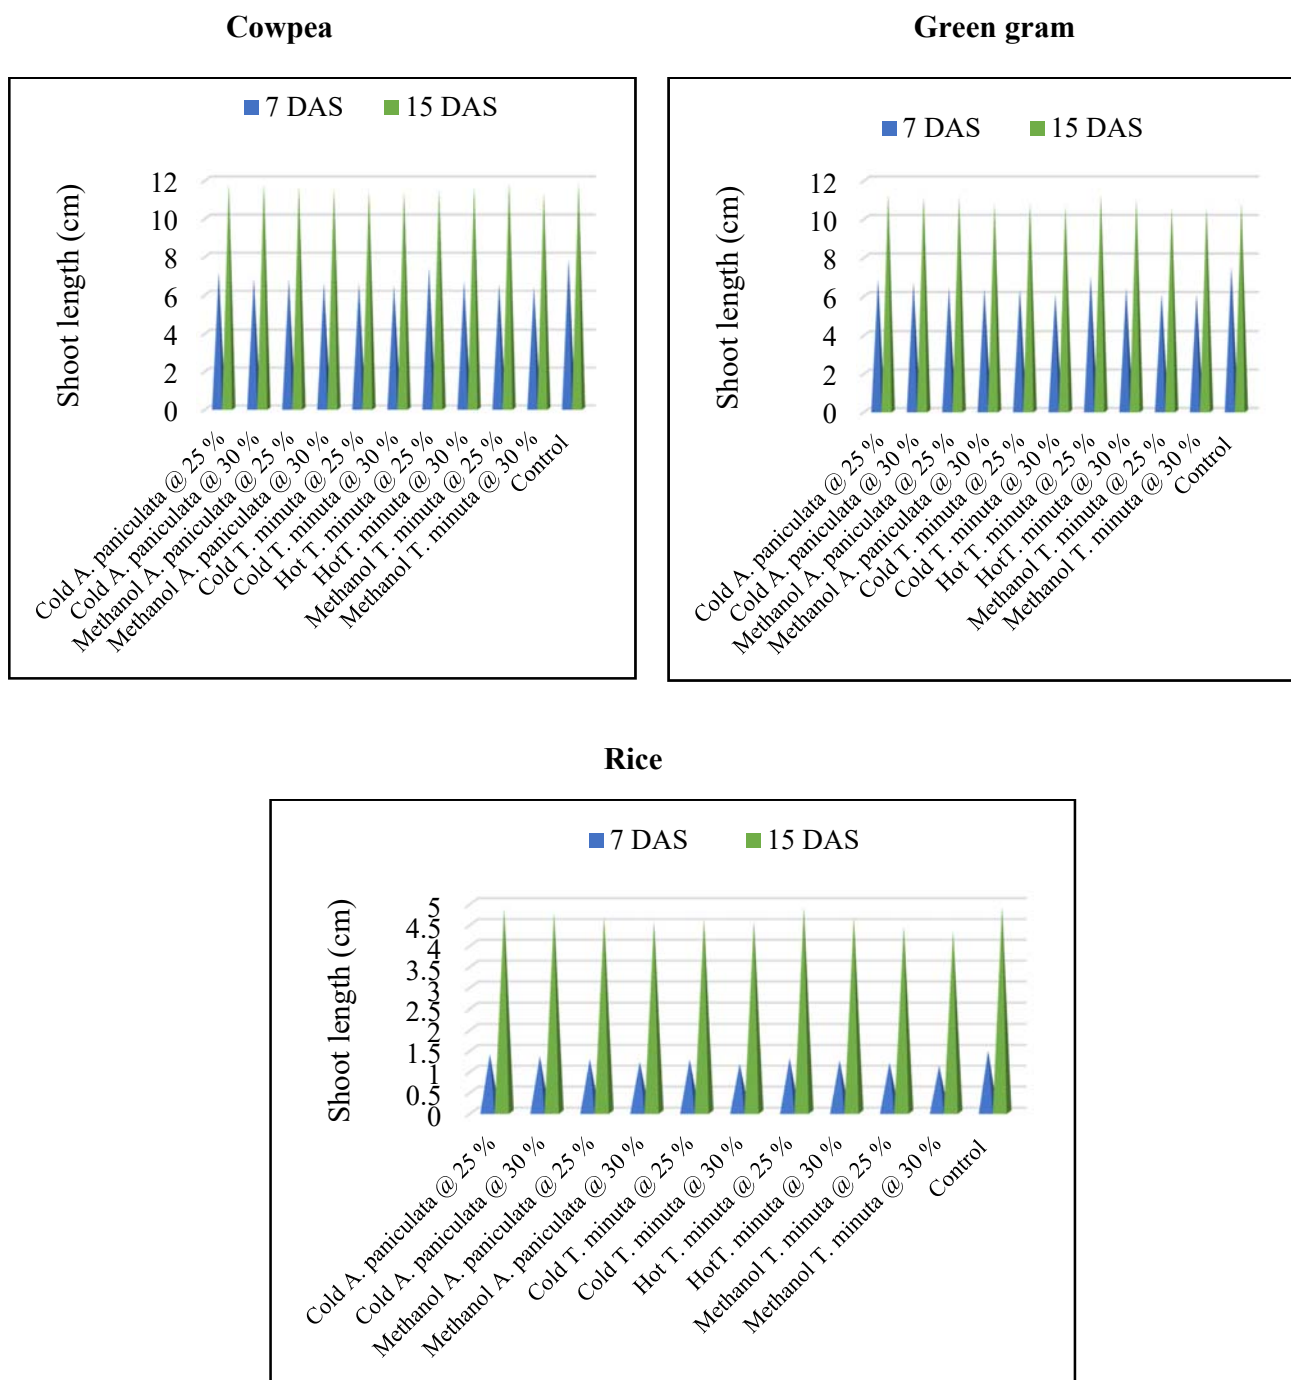 Cowpea
7 DAS 15 DAS
Shoot length (cm)
12
10
8
6
4
2
0
Cold A. paniculata @ 25 %
Cold A. paniculata @ 30 %
Methanol A. paniculata @ 25 %
Methanol A. paniculata @ 30 %
Cold T. minuta @ 25 %
Cold T. minuta @ 30 %
Hot T. minuta @ 25 %
HotT. minuta @ 30 %
Methanol T. minuta @ 25 %
Methanol T. minuta @ 30 %
Control
Green gram
7 DAS 15 DAS
Shoot length (cm)
12
10
8
6
4
2
0
Cold A. paniculata @ 25 %
Cold A. paniculata @ 30 %
Methanol A. paniculata @ 25 %
Methanol A. paniculata @ 30 %
Cold T. minuta @ 25 %
Cold T. minuta @ 30 %
Hot T. minuta @ 25 %
HotT. minuta @ 30 %
Methanol T. minuta @ 25 %
Methanol T. minuta @ 30 %
Control
Rice
7 DAS 15 DAS
Shoot length (cm)
5
4.5
4
3.5
3
2.5
2
1.5
1
0.5
0
Cold A. paniculata @ 25 %
Cold A. paniculata @ 30 %
Methanol A. paniculata @ 25 %
Methanol A. paniculata @ 30 %
Cold T. minuta @ 25 %
Cold T. minuta @ 30 %
Hot T. minuta @ 25 %
HotT. minuta @ 30 %
Methanol T. minuta @ 25 %
Methanol T. minuta @ 30 %
Control